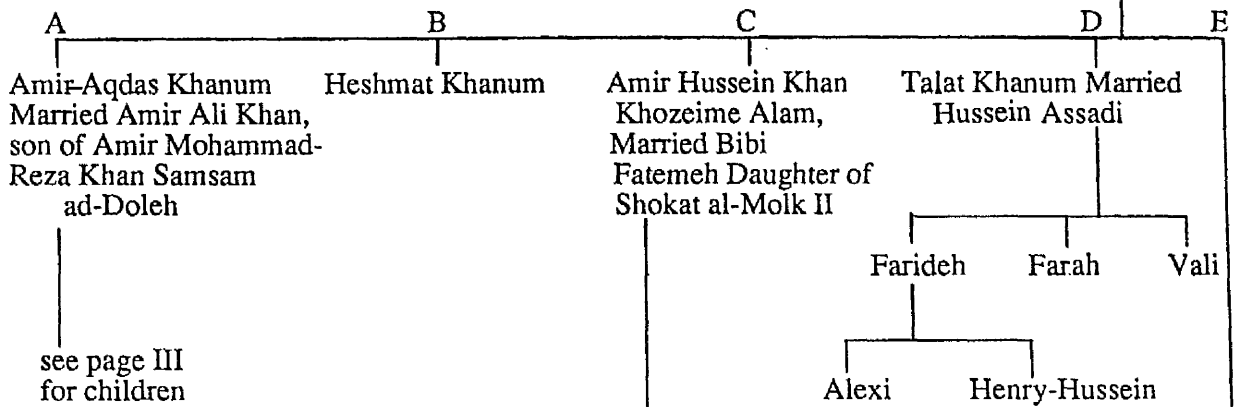 A B C D E
Amir-Aqdas Khanum
Married Amir Ali Khan,
son of Amir Mohammad-
Reza Khan Samsam
ad-Doleh
see page III
for children
Heshmat Khanum
Amir Hussein Khan
Khozeime Alam,
Married Bibi
Fatemeh Daughter of
Shokat al-Molk II
Talat Khanum Married
Hussein Assadi
Farideh Farah Vali
Alexi Henry-Hussein